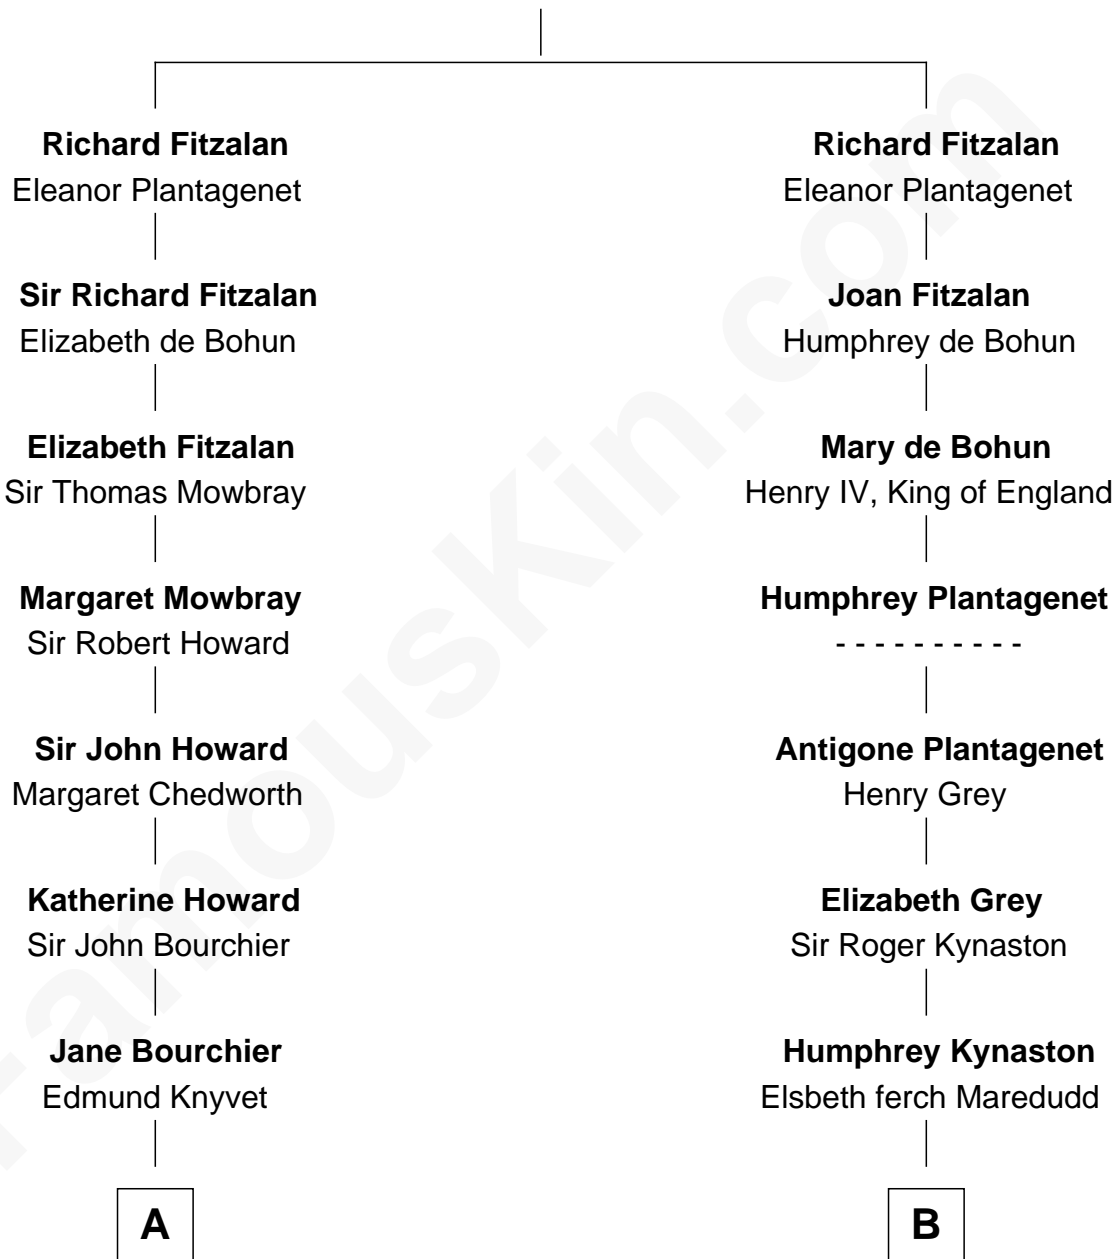 Richard Fitzalan
Eleanor Plantagenet
Sir Richard Fitzalan
Elizabeth de Bohun
Elizabeth Fitzalan
Sir Thomas Mowbray
Margaret Mowbray
Sir Robert Howard
Sir John Howard
Margaret Chedworth
Katherine Howard
Sir John Bourchier
Jane Bourchier
Edmund Knyvet
A
Richard Fitzalan
Eleanor Plantagenet
Joan Fitzalan
Humphrey de Bohun
Mary de Bohun
Henry IV, King of England
Humphrey Plantagenet
- - - - - - - - - -
Antigone Plantagenet
Henry Grey
Elizabeth Grey
Sir Roger Kynaston
Humphrey Kynaston
Elsbeth ferch Maredudd
B
FamousKin.com